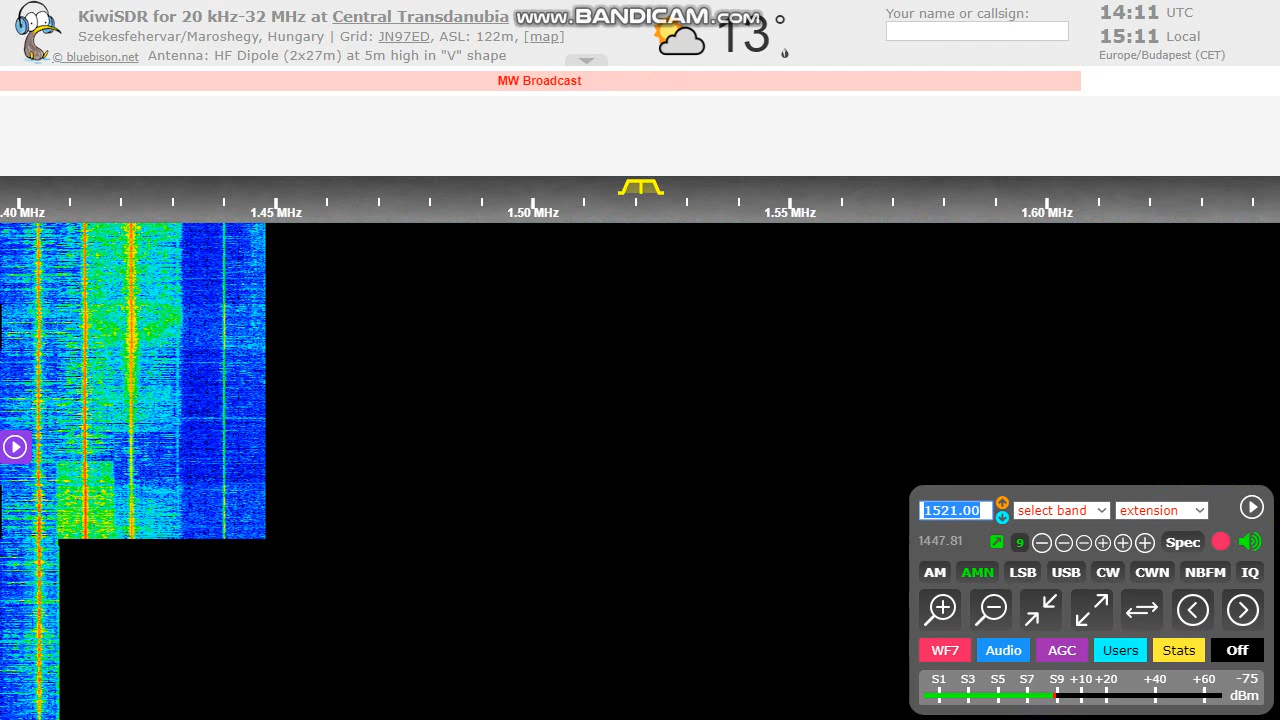 KiwiSDR for 20 kHz-32 MHz at Central Transdanubia
www.BANDICAM.com
Szekesfehervar/Maroshegy, Hungary | Grid: JN97ED, ASL: 122m, [map]
© bluebison.net Antenna: HF Dipole (2x27m) at 5m high in "V" shape
13°
Your name or callsign:
14:11 UTC
15:11 Local
Europe/Budapest (CET)
MW Broadcast
.40 MHz 1.45 MHz 1.50 MHz 1.55 MHz 1.60 MHz
1521.00 select band extension
1447.81 9 Spec
AM AMN LSB USB CW CWN NBFM IQ
WF7 Audio AGC Users Stats Off
S1 S3 S5 S7 S9 +10 +20 +40 +60 -75
dBm